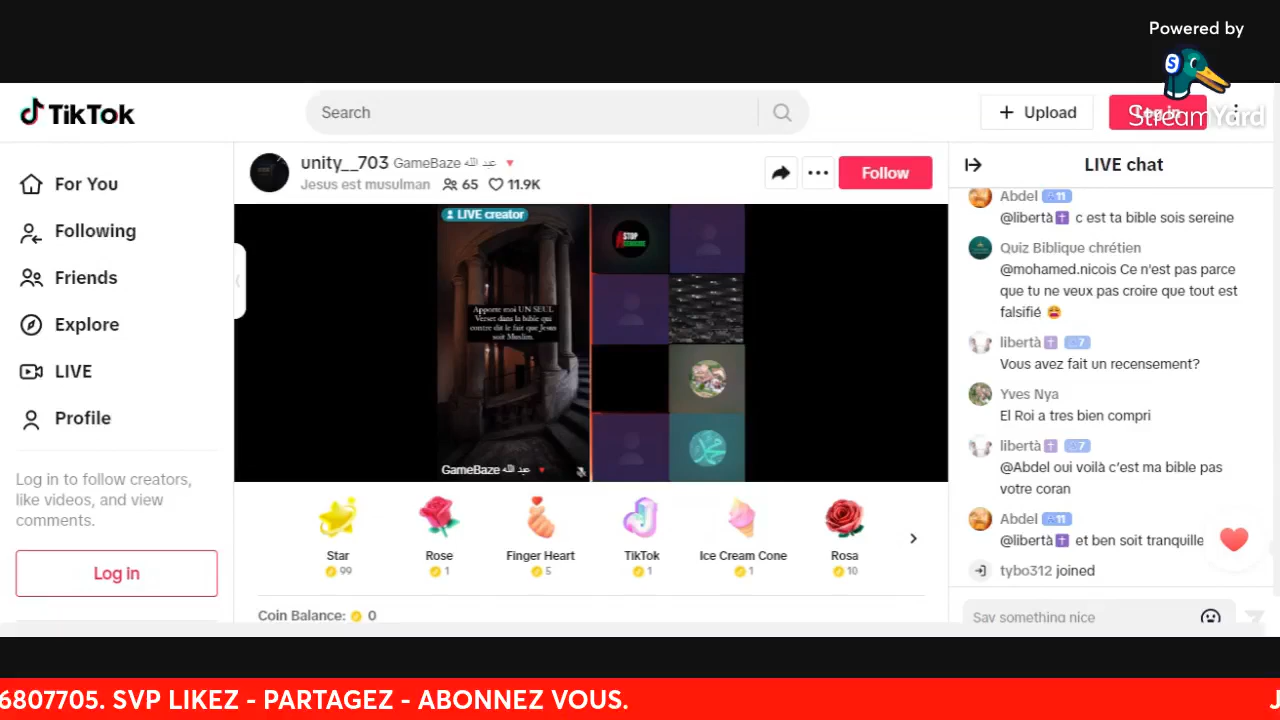 Powered by
StreamYard
TikTok
Search
Upload
Log in
For You
Following
Friends
Explore
LIVE
Profile
Log in to follow creators,
like videos, and view
comments.
Log in
unity__703 GameBaze عبد الله
Jesus est musulman 65 11.9K
Follow
LIVE creator
Apporte moi UN SEUL
Verset dans la bible qui
contre dit le fait que Jesus
soit Muslim.
STOP
GameBaze عبد الله
Star
99
Rose
1
Finger Heart
5
TikTok
1
Ice Cream Cone
1
Rosa
10
Coin Balance: 0
LIVE chat
Abdel 11
@libertà✝️ c est ta bible sois sereine
Quiz Biblique chrétien
@mohamed.nicois Ce n'est pas parce
que tu ne veux pas croire que tout est
falsifié 😩
libertà✝️ 7
Vous avez fait un recensement?
Yves Nya
El Roi a tres bien compri
libertà✝️ 7
@Abdel oui voilà c'est ma bible pas
votre coran
Abdel 11
@libertà✝️ et ben soit tranquille
tybo312 joined
Say something nice
6807705. SVP LIKEZ - PARTAGEZ - ABONNEZ VOUS.